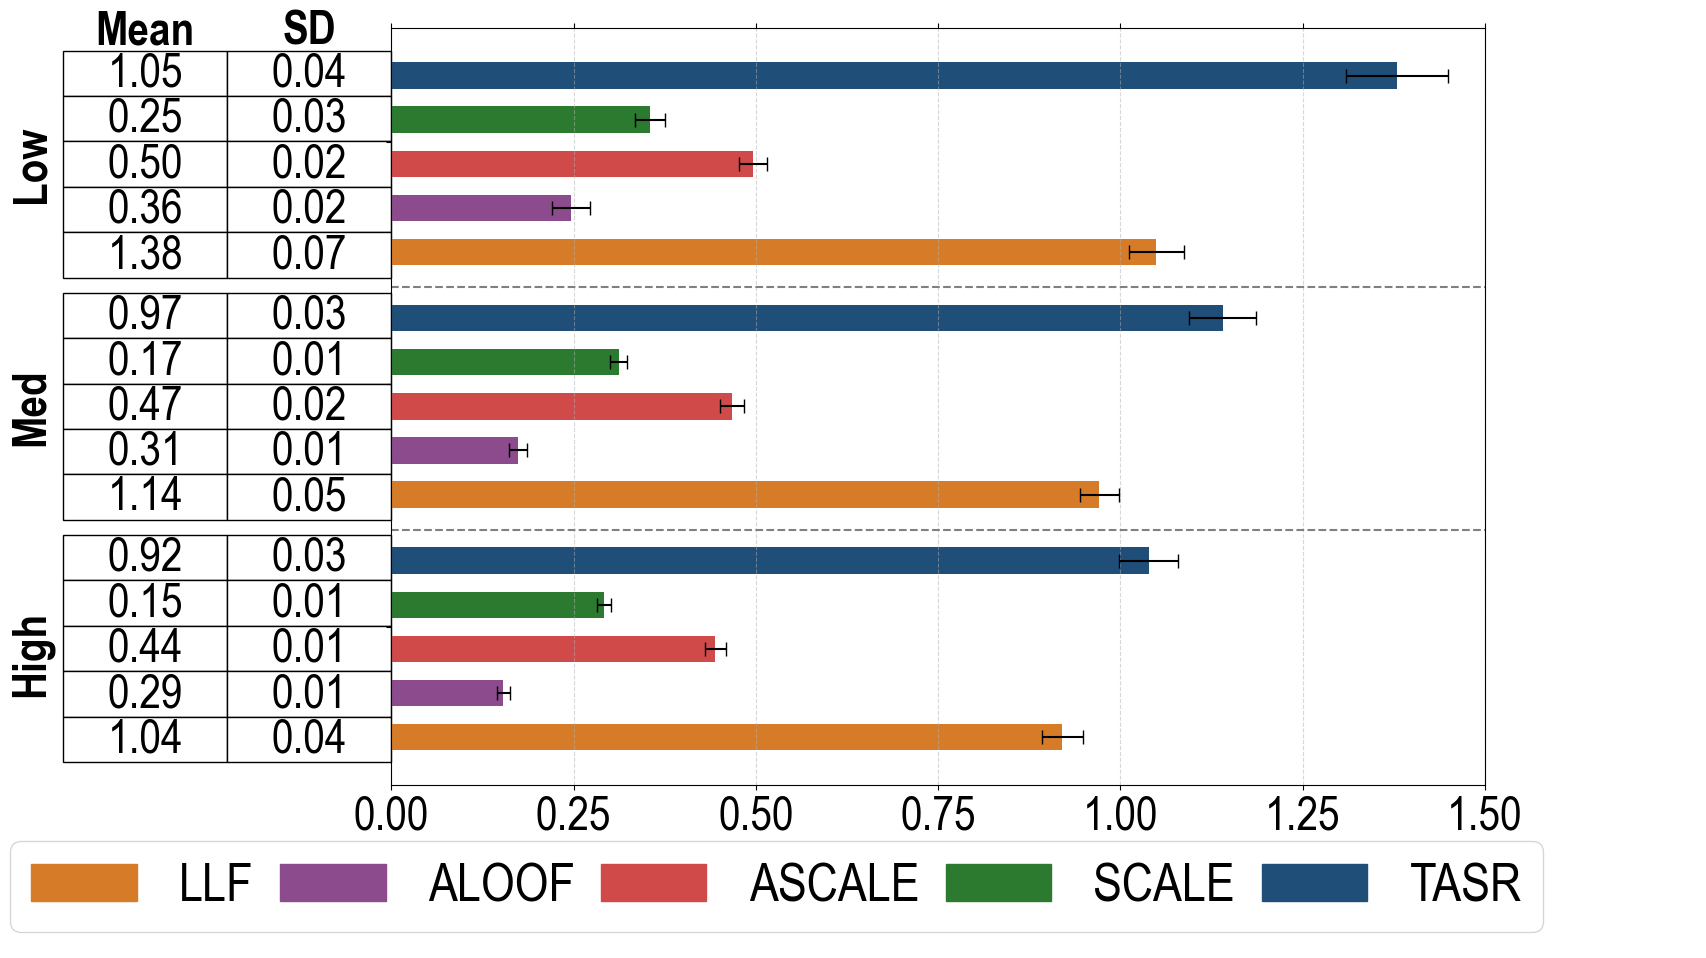 Mean SD
Low
1.05 0.04
0.25 0.03
0.50 0.02
0.36 0.02
1.38 0.07
Med
0.97 0.03
0.17 0.01
0.47 0.02
0.31 0.01
1.14 0.05
High
0.92 0.03
0.15 0.01
0.44 0.01
0.29 0.01
1.04 0.04
0.00 0.25 0.50 0.75 1.00 1.25 1.50
LLF ALOOF ASCALE SCALE TASR